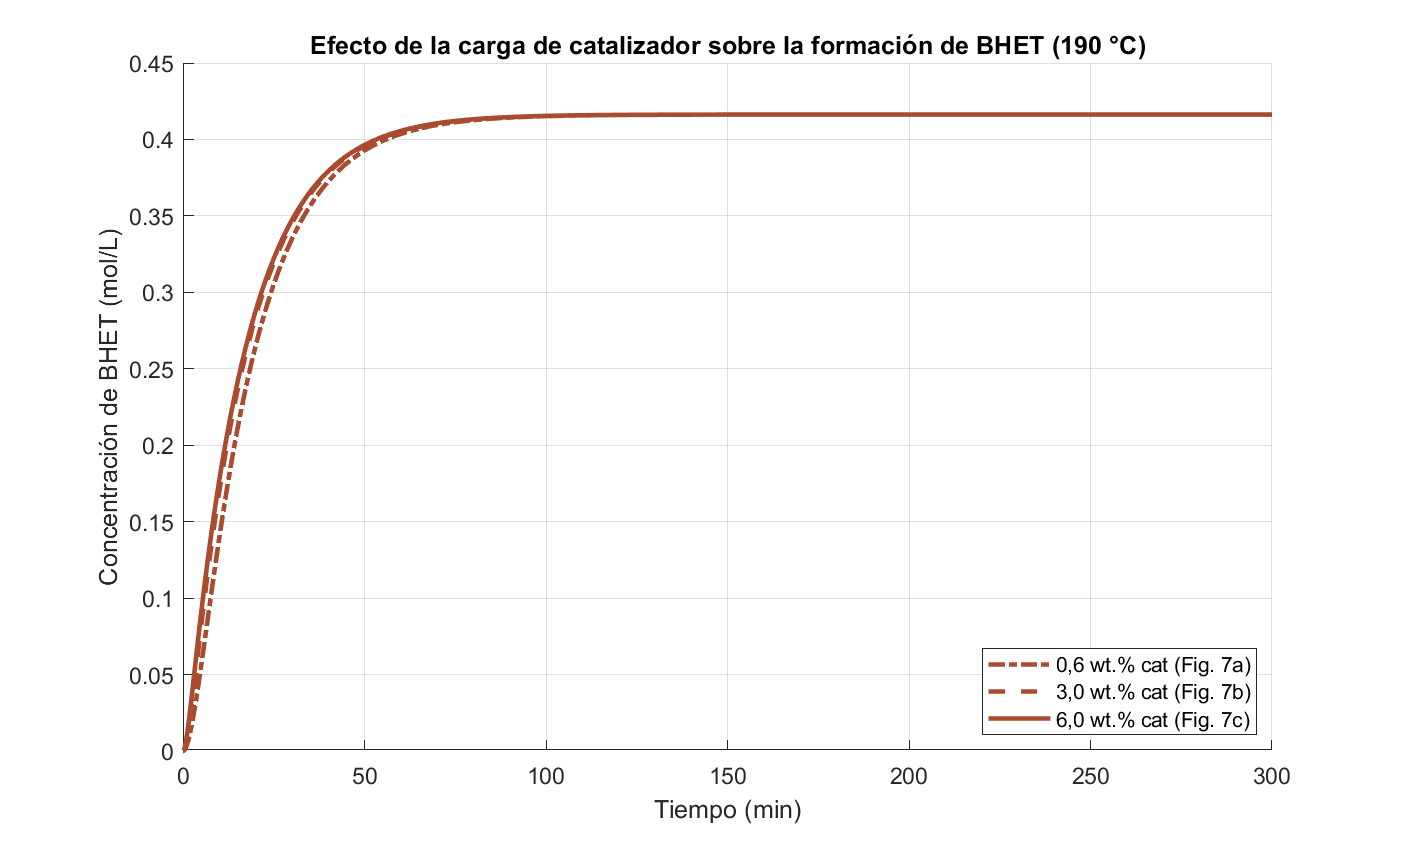 Efecto de la carga de catalizador sobre la formación de BHET (190 °C)
Concentración de BHET (mol/L)
0.45
0.4
0.35
0.3
0.25
0.2
0.15
0.1
0.05
0
0,6 wt.% cat (Fig. 7a)
3,0 wt.% cat (Fig. 7b)
6,0 wt.% cat (Fig. 7c)
0 50 100 150 200 250 300
Tiempo (min)